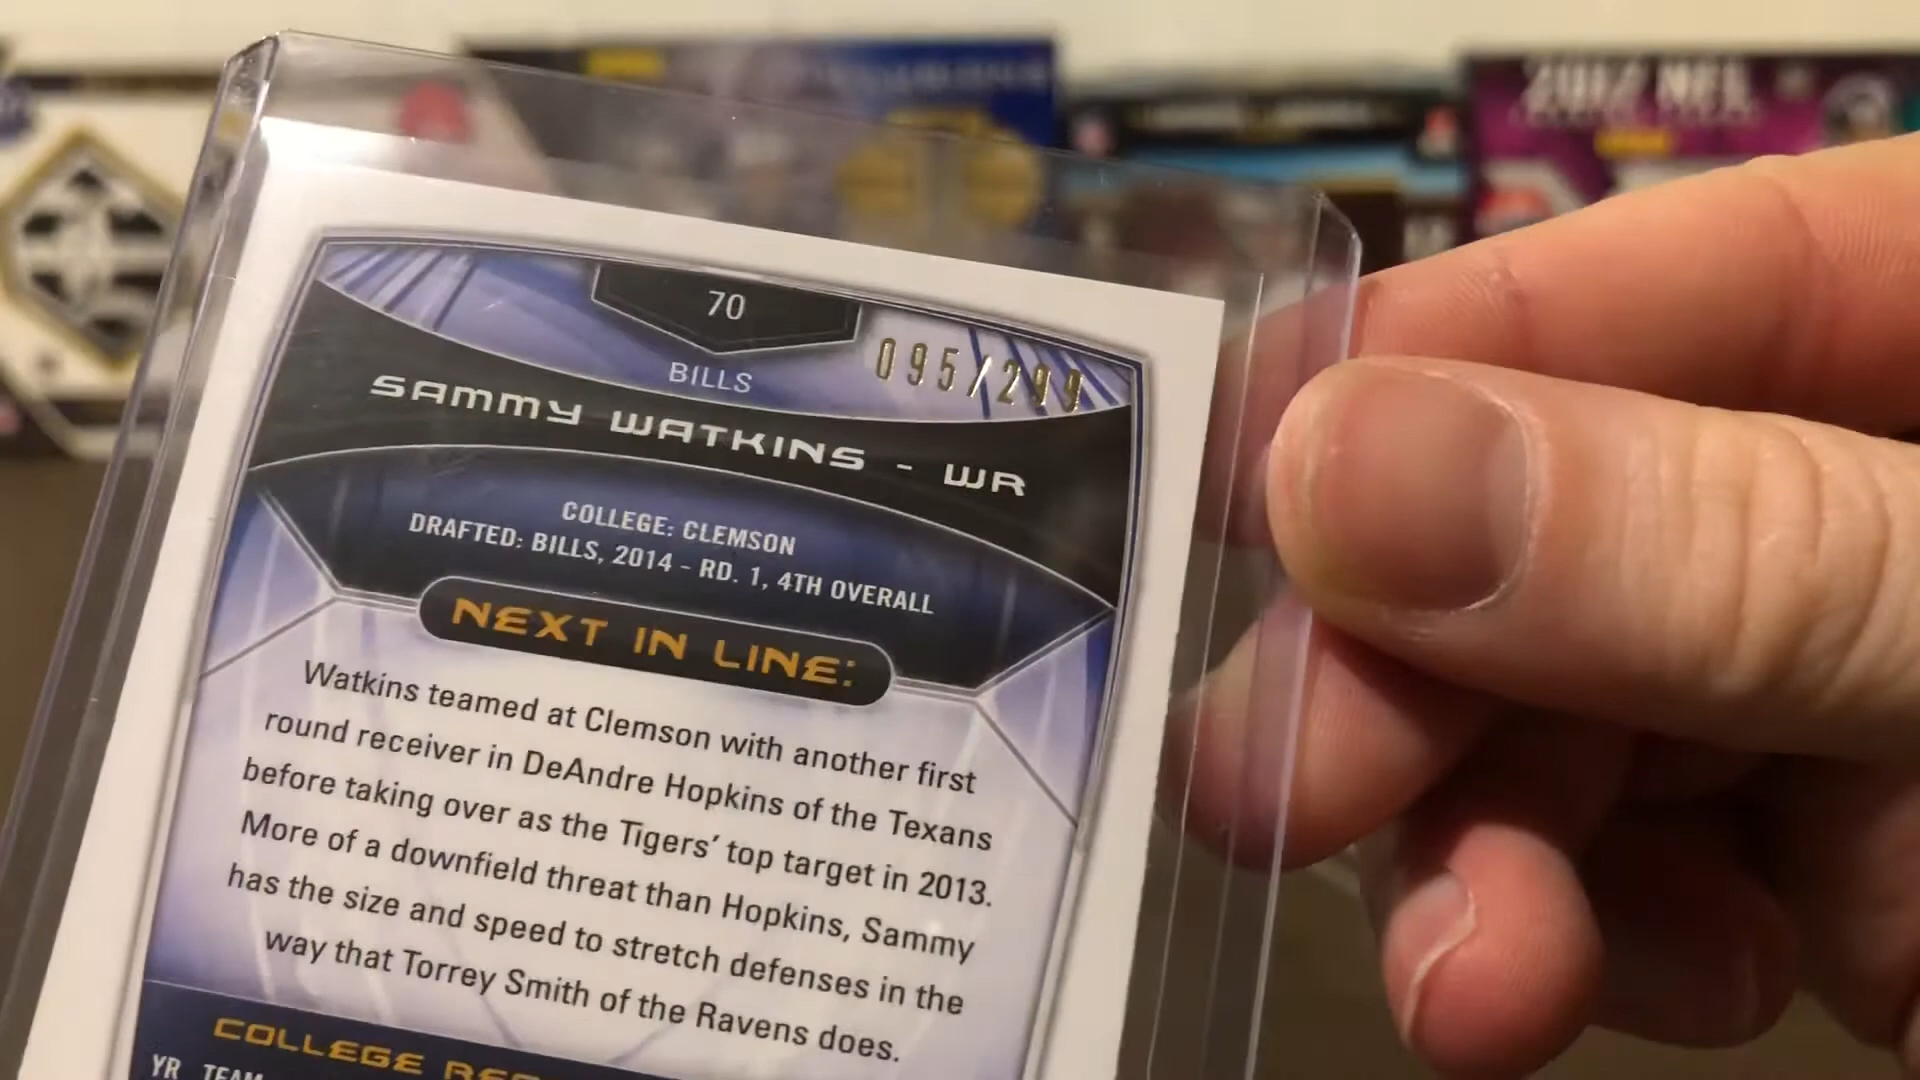 2012 NFL
70
BILLS
095/299
SAMMY WATKINS - WR
COLLEGE: CLEMSON
DRAFTED: BILLS, 2014 - RD. 1, 4TH OVERALL
NEXT IN LINE:
Watkins teamed at Clemson with another first
round receiver in DeAndre Hopkins of the Texans
before taking over as the Tigers' top target in 2013.
More of a downfield threat than Hopkins, Sammy
has the size and speed to stretch defenses in the
way that Torrey Smith of the Ravens does.
COLLEGE
YR TEAM